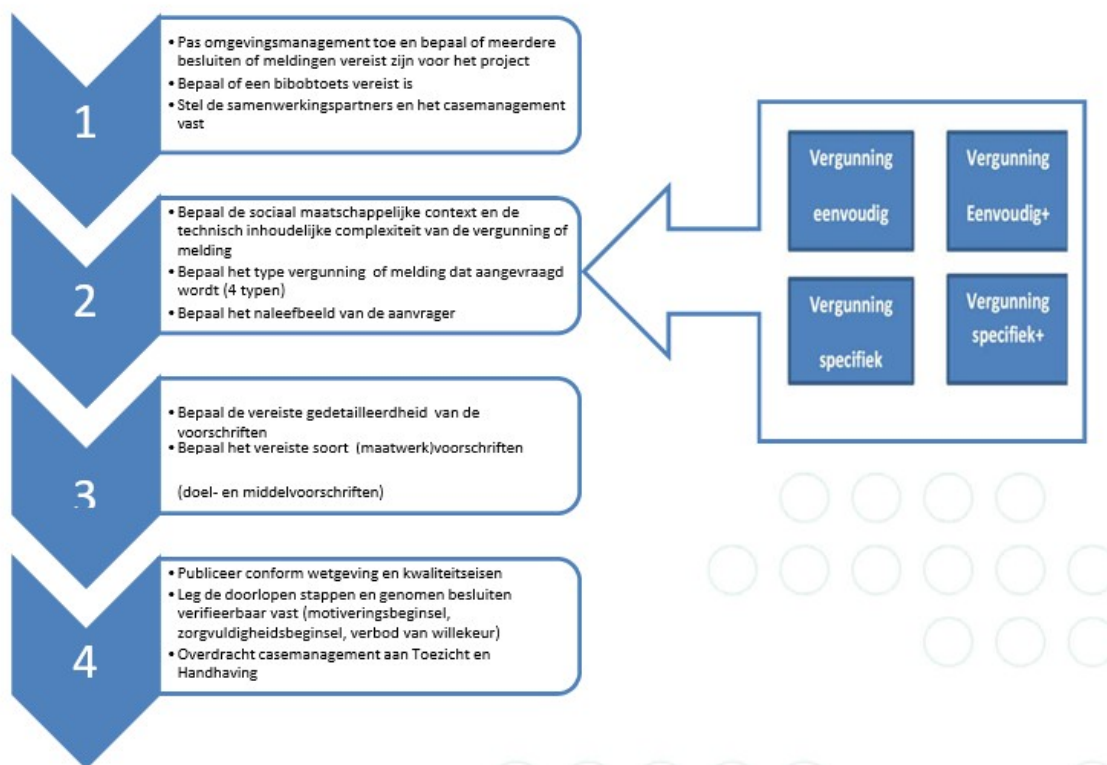 1
• Pas omgevingsmanagement toe en bepaal of meerdere
besluiten of meldingen vereist zijn voor het project
• Bepaal of een bibobtoets vereist is
• Stel de samenwerkingspartners en het casemanagement
vast
2
• Bepaal de sociaal maatschappelijke context en de
technisch inhoudelijke complexiteit van de vergunning of
melding
• Bepaal het type vergunning of melding dat aangevraagd
wordt (4 typen)
• Bepaal het naleefbeeld van de aanvrager
Vergunning
eenvoudig
Vergunning
Eenvoudig+
Vergunning
specifiek
Vergunning
specifiek+
3
• Bepaal de vereiste gedetailleerdheid van de
voorschriften
• Bepaal het vereiste soort (maatwerk)voorschriften
(doel- en middelvoorschriften)
4
• Publiceer conform wetgeving en kwaliteitseisen
• Leg de doorlopen stappen en genomen besluiten
verifieerbaar vast (motiveringsbeginsel,
zorgvuldigheidsbeginsel, verbod van willekeur)
• Overdracht casemanagement aan Toezicht en
Handhaving